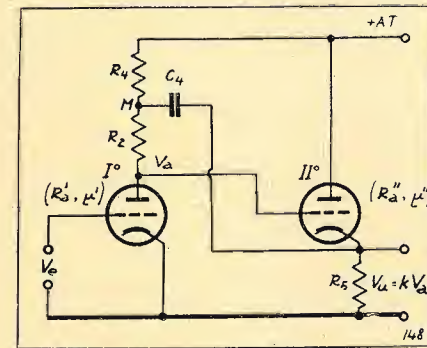 +AT
R4
C4
M
R2
I°
Va
II°
(R'a, μ')
(R"a, μ")
Ve
R5
Vu=kVa
148